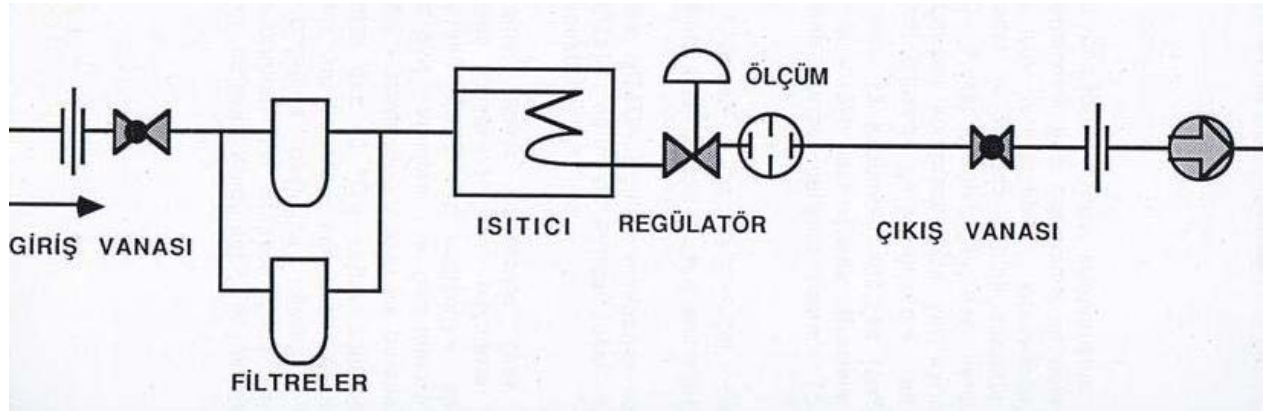 ÖLÇÜM
GİRİŞ VANASI
ISITICI
REGÜLATÖR
ÇIKIŞ VANASI
FİLTRELER